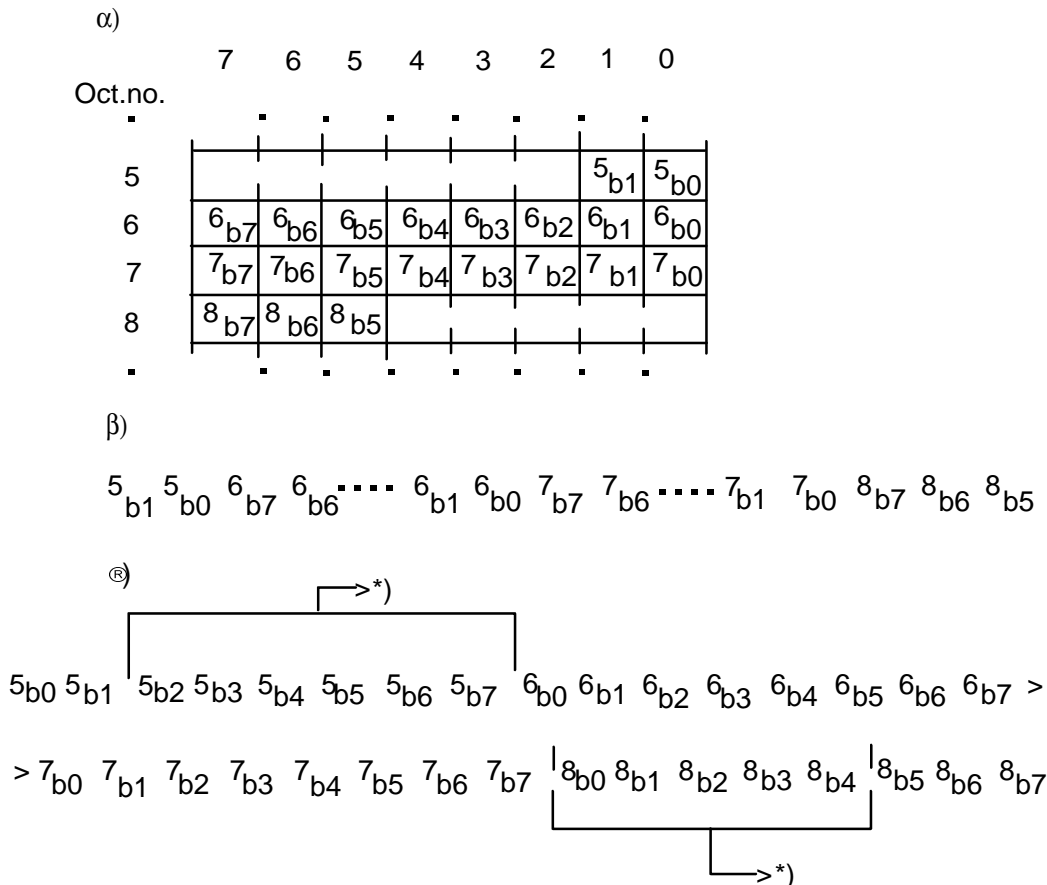 α)
7 6 5 4 3 2 1 0
Oct.no.
5 5b1 5b0
6 6b7 6b6 6b5 6b4 6b3 6b2 6b1 6b0
7 7b7 7b6 7b5 7b4 7b3 7b2 7b1 7b0
8 8b7 8b6 8b5
β)
5b1 5b0 6b7 6b6 .... 6b1 6b0 7b7 7b6 .... 7b1 7b0 8b7 8b6 8b5
®)
>*)
5b0 5b1 5b2 5b3 5b4 5b5 5b6 5b7 6b0 6b1 6b2 6b3 6b4 6b5 6b6 6b7 >
> 7b0 7b1 7b2 7b3 7b4 7b5 7b6 7b7 8b0 8b1 8b2 8b3 8b4 8b5 8b6 8b7
>*)